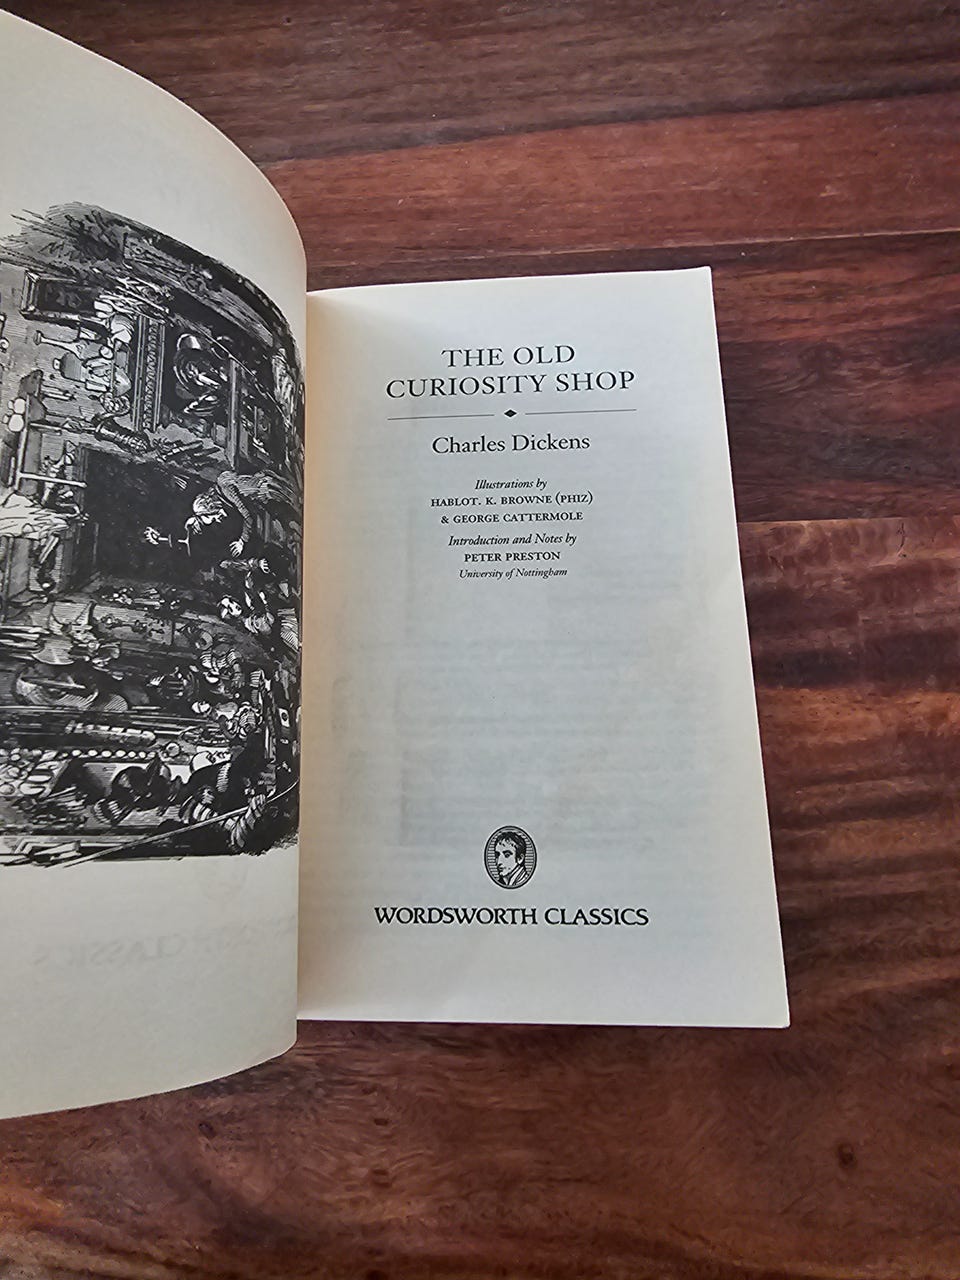 THE OLD
CURIOSITY SHOP
Charles Dickens
Illustrations by
HABLOT. K. BROWNE (PHIZ)
& GEORGE CATTERMOLE
Introduction and Notes by
PETER PRESTON
University of Nottingham
WORDSWORTH CLASSICS